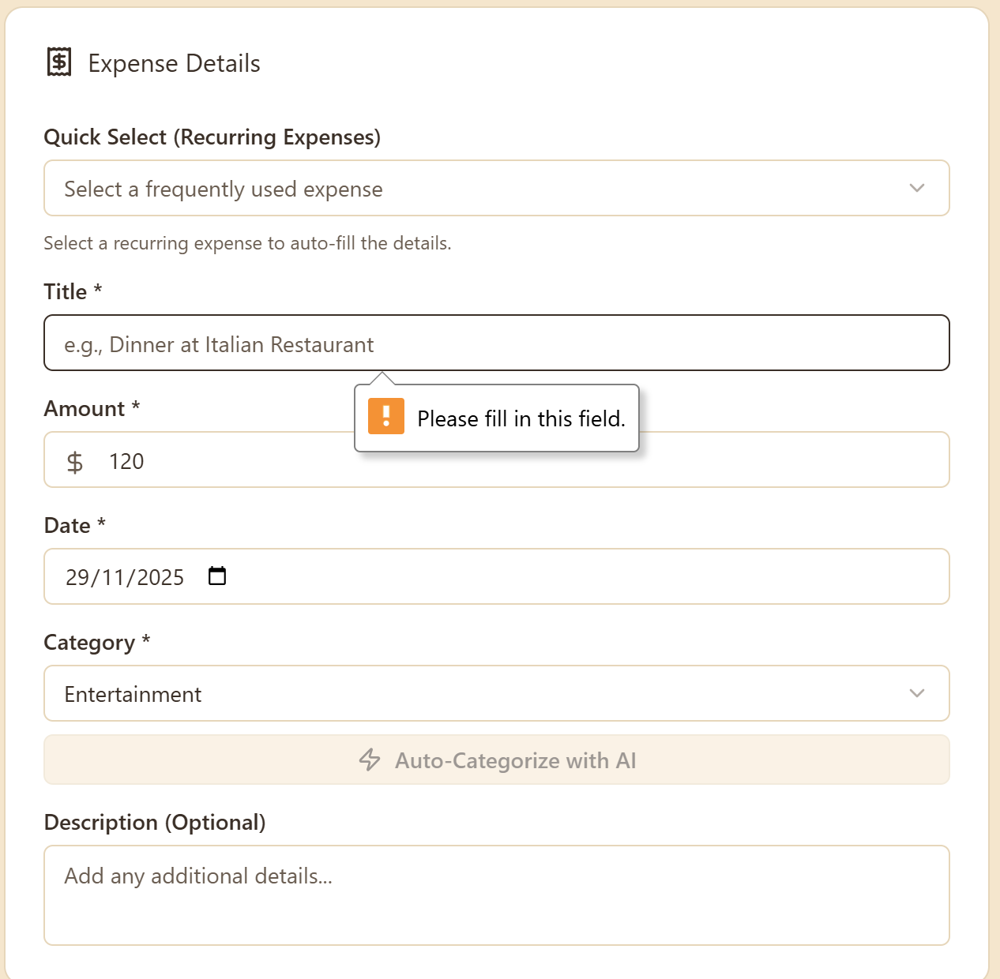 Expense Details
Quick Select (Recurring Expenses)
Select a frequently used expense
Select a recurring expense to auto-fill the details.
Title *
e.g., Dinner at Italian Restaurant
Please fill in this field.
Amount *
$ 120
Date *
29/11/2025
Category *
Entertainment
Auto-Categorize with AI
Description (Optional)
Add any additional details...